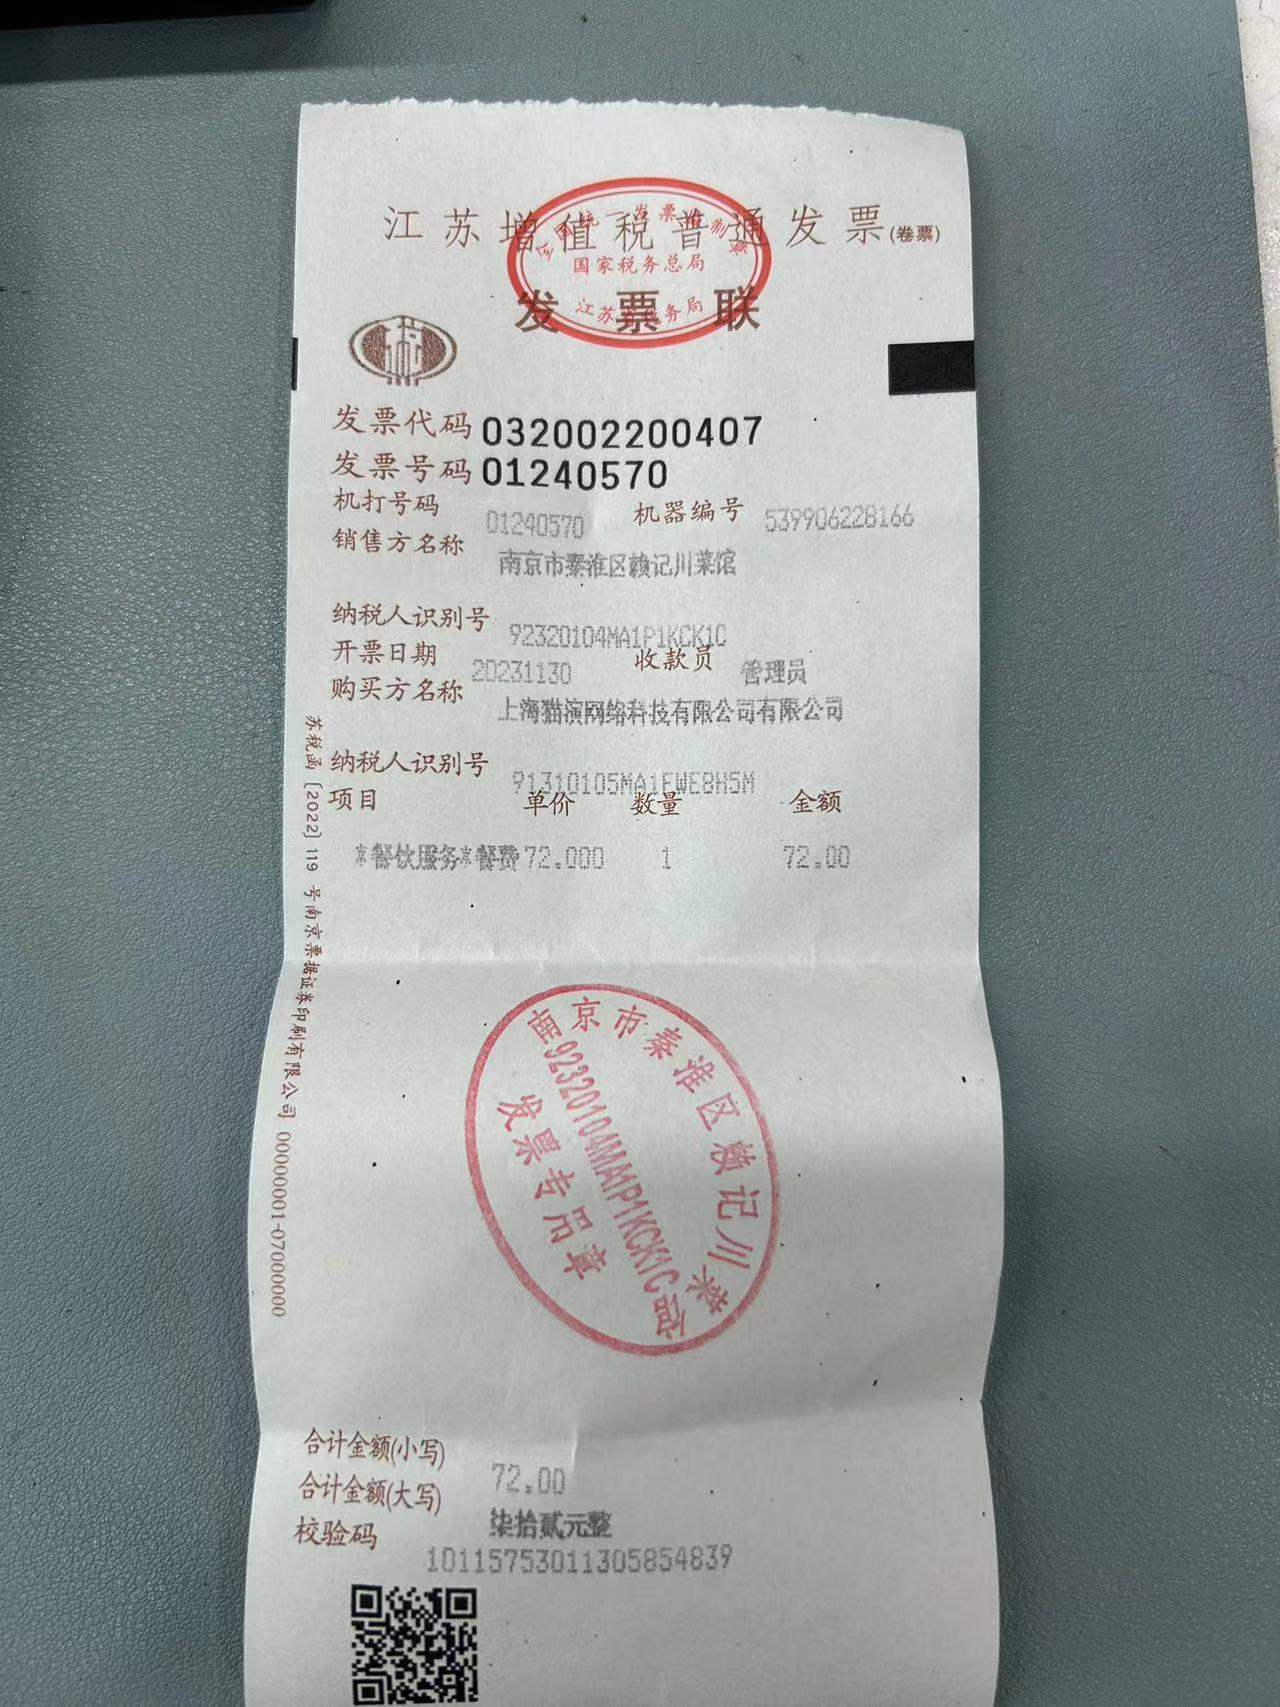 江苏增值税普通发票(卷票)
全国统一发票监制章
国家税务总局
江苏省税务局
发票联
发票代码 032002200407
发票号码 01240570
机打号码 01240570 机器编号 539906228166
销售方名称 南京市秦淮区赖记川菜馆
纳税人识别号 92320104MA1P1KCK1C
开票日期 20231130 收款员 管理员
购买方名称 上海猫演网络科技有限公司有限公司
纳税人识别号 91310105MA1FWE8H5M
项目 单价 数量 金额
*餐饮服务*餐费 72.000 1 72.00
苏税函〔2022〕119 号南京票据证券印刷有限公司 00000001-07000000
南京市秦淮区赖记川菜馆
92320104MA1P1KCK1C
发票专用章
合计金额(小写) 72.00
合计金额(大写) 柒拾贰元整
校验码 10115753011305854839